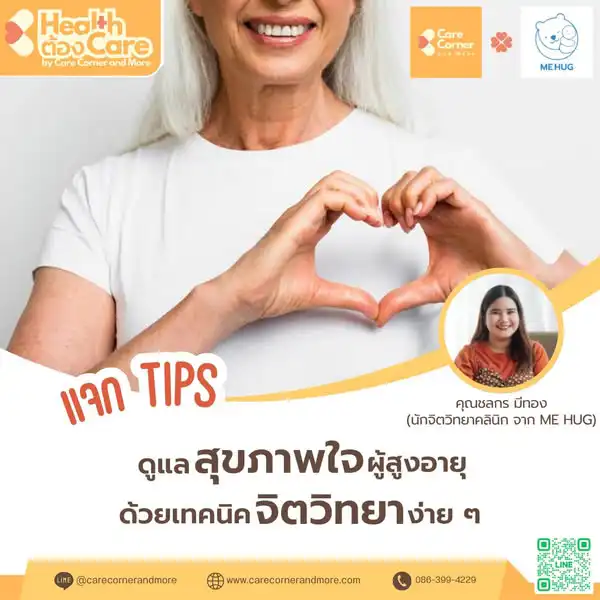 Health
ต้อง Care
by Care Corner and More
Care
Corner
AND MORE
ME HUG
แจก TIPS
คุณชลกร มีทอง
(นักจิตวิทยาคลินิก จาก ME HUG)
ดูแลสุขภาพใจผู้สูงอายุ
ด้วยเทคนิคจิตวิทยาง่าย ๆ
LINE
LINE @carecornerandmore
www.carecornerandmore.com
086-399-4229